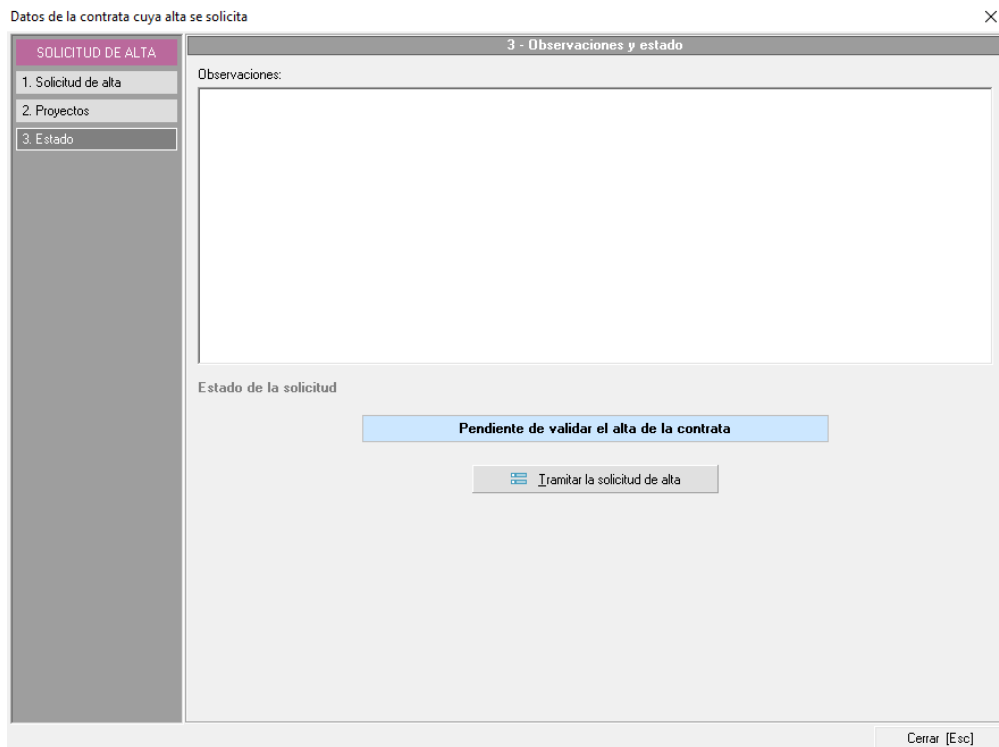 Datos de la contrata cuya alta se solicita
SOLICITUD DE ALTA
1. Solicitud de alta
2. Proyectos
3. Estado
3 - Observaciones y estado
Observaciones:
Estado de la solicitud
Pendiente de validar el alta de la contrata
Tramitar la solicitud de alta
Cerrar [Esc]